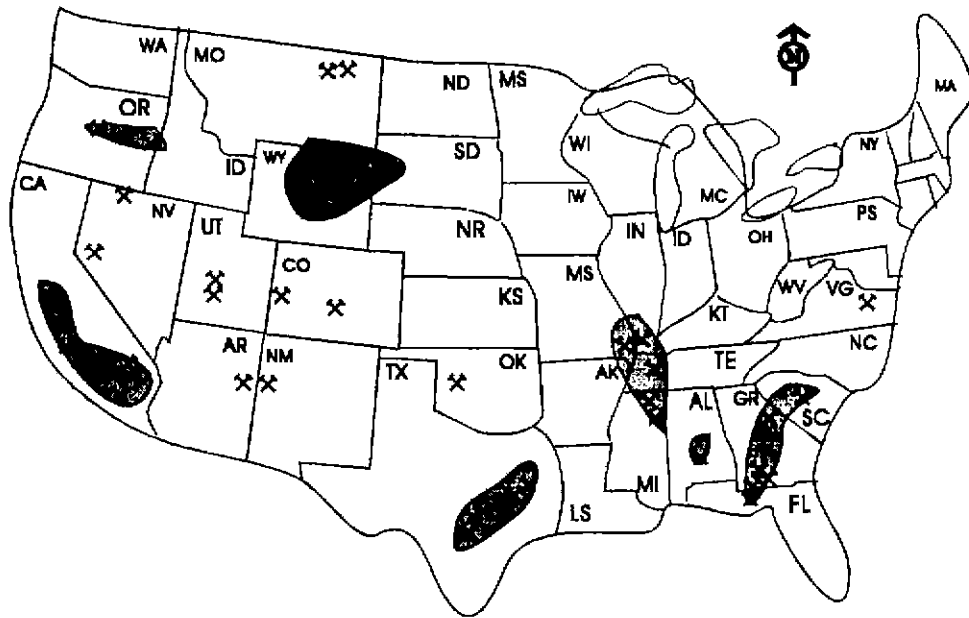 WA
MO
ND
MS
MA
OR
WI
NY
ID
WY
SD
CA
NV
UT
IW
MC
PS
NR
IN
ID
OH
CO
MS
WV
VG
KS
KT
AR
NM
TX
OK
AK
TE
NC
AL
GR
SC
MI
LS
FL